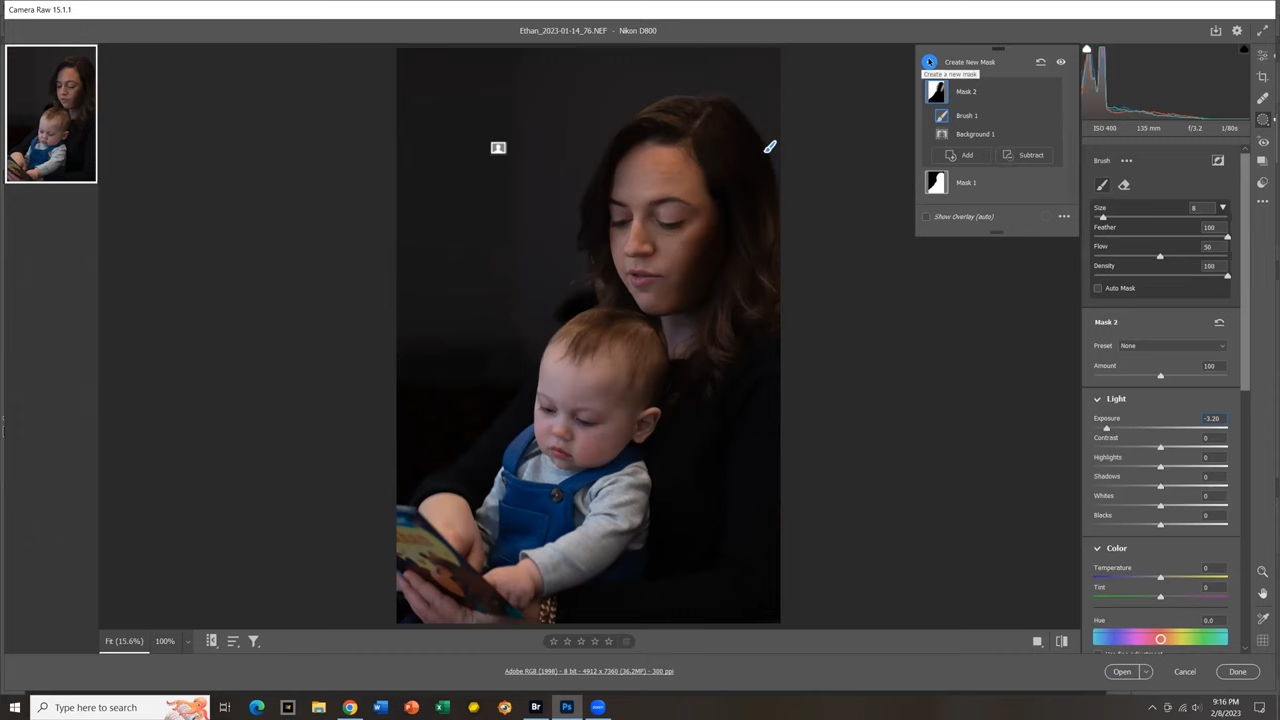 Camera Raw 15.1.1
Ethan_2023-01-14_76.NEF - Nikon D800
Create New Mask
Create a new mask
Mask 2
Brush 1
Background 1
Add
Subtract
Mask 1
Show Overlay (auto)
ISO 400 135 mm f/3.2 1/80s
Brush
Size 8
Feather 100
Flow 50
Density 100
Auto Mask
Mask 2
Preset None
Amount 100
Light
Exposure -3.20
Contrast 0
Highlights 0
Shadows 0
Whites 0
Blacks 0
Color
Temperature 0
Tint 0
Hue 0.0
Fit (15.6%) 100%
Adobe RGB (1998) - 8 bit - 4912 x 7360 (36.2MP) - 300 ppi
Open Cancel Done
Type here to search
Br
Ps
zoom
9:16 PM
2/8/2023